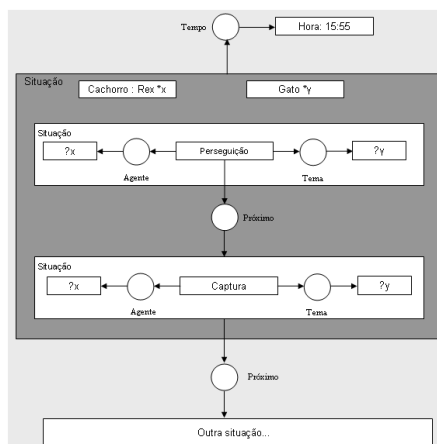 Tempo
Hora: 15:55
Situação
Cachorro : Rex *x
Gato *y
Situação
?x
Perseguição
?y
Agente
Tema
Próximo
Situação
?x
Captura
?y
Agente
Tema
Próximo
Outra situação...